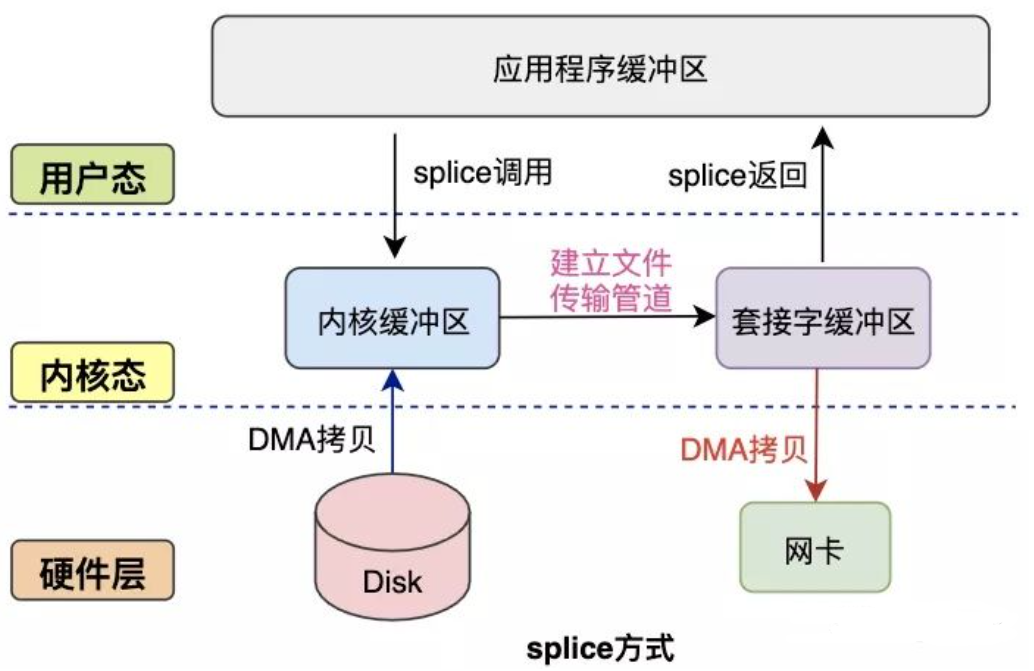 应用程序缓冲区
用户态
splice调用
splice返回
建立文件
传输管道
内核缓冲区
套接字缓冲区
内核态
DMA拷贝
DMA拷贝
硬件层
Disk
网卡
splice方式